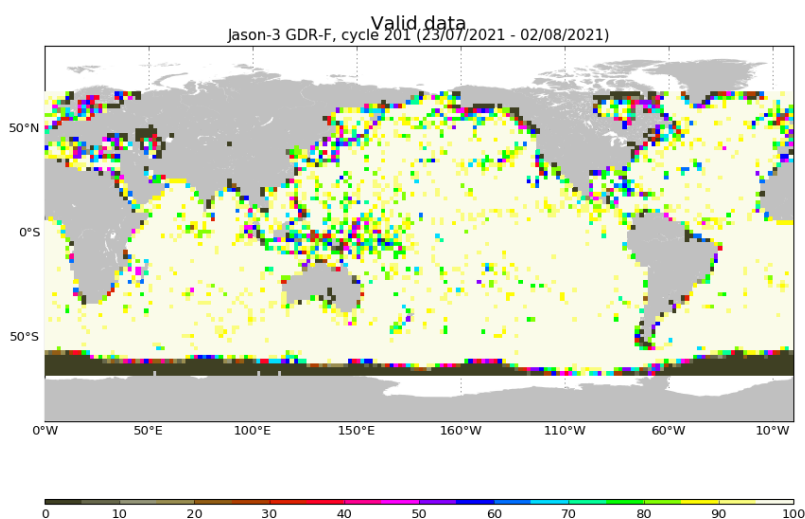 Valid data
Jason-3 GDR-F, cycle 201 (23/07/2021 - 02/08/2021)
50°N
0°S
50°S
0°W 50°E 100°E 150°E 160°W 110°W 60°W 10°W
0 10 20 30 40 50 60 70 80 90 100